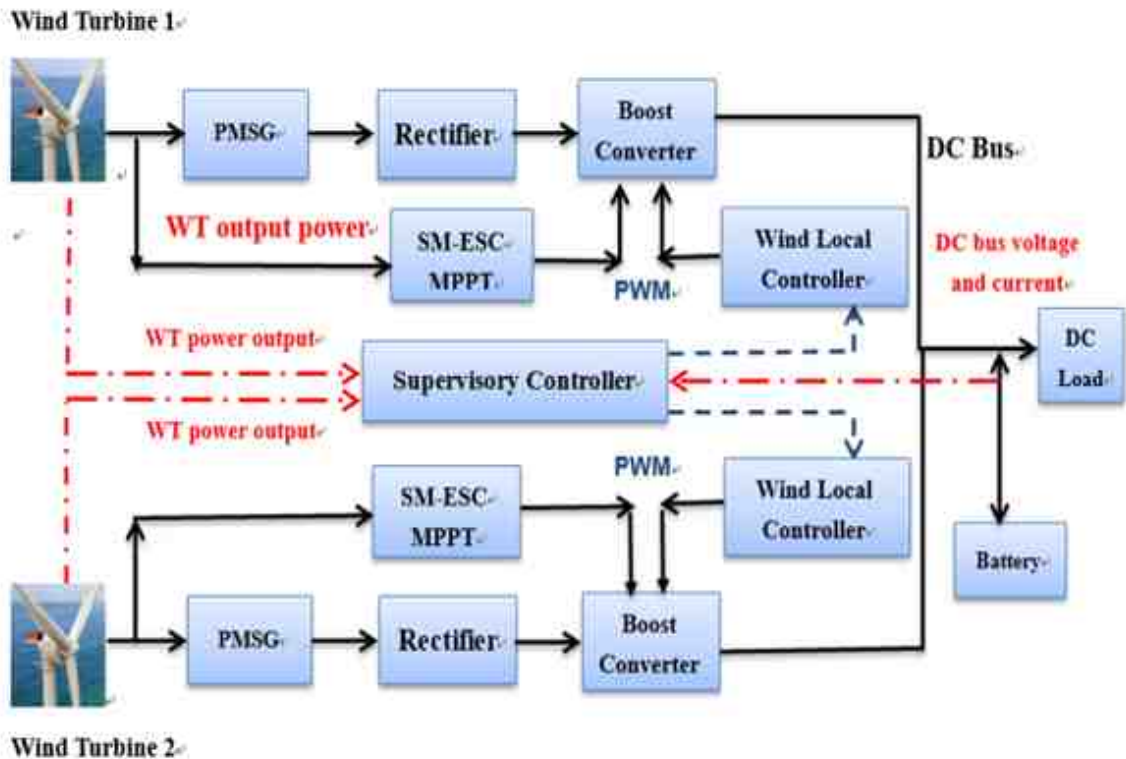 Wind Turbine 1
PMSG
Rectifier
Boost
Converter
DC Bus
WT output power
SM-ESC
MPPT
PWM
Wind Local
Controller
DC bus voltage
and current
DC
Load
WT power output
Supervisory Controller
WT power output
SM-ESC
MPPT
PWM
Wind Local
Controller
Battery
PMSG
Rectifier
Boost
Converter
Wind Turbine 2